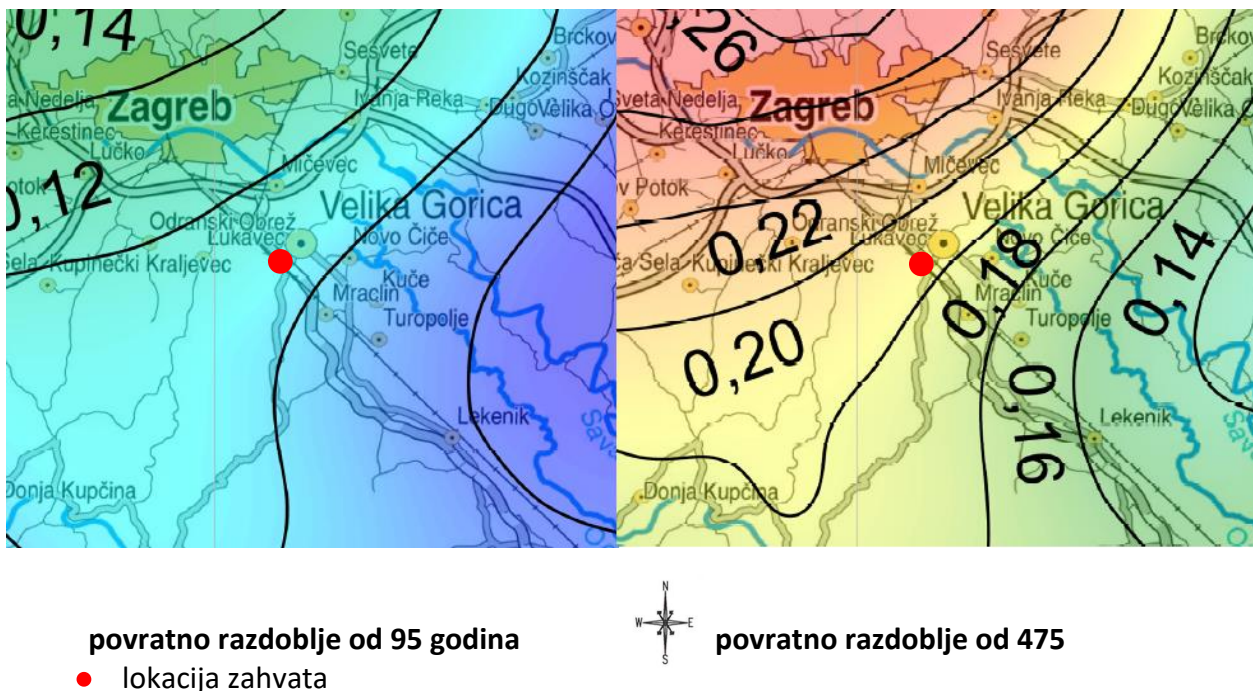 0,14
Sesvete
Brckov
Kozinščak
a Nedelja
Zagreb
Ivanja Reka
Dugo
Velika O
Kerestinec
Lučko
Mičevec
Potok
0,12
Velika Gorica
Odranski Obrež
Lukavec
Novo Čiče
Sela
Kupinečki Kraljevec
Kuče
Mraclin
Turopolje
Lekenik
Sava
Donja Kupčina
O
26
Sesvete
Brckov
Kozinščak
Sveta Nedelja
Zagreb
Ivanja Reka
Dugo
Velika O
Kerestinec
Lučko
Mičevec
ov Potok
Velika Gorica
0,22
Odranski Obrež
Lukavec
Novo Čiče
ča Sela
Kupinečki Kraljevec
0,18
0,14
Kuče
Mraclin
Turopolje
0,20
0,16
Lekenik
Sav
Donja Kupčina
O
N
W
E
S
povratno razdoblje od 95 godina
povratno razdoblje od 475
lokacija zahvata